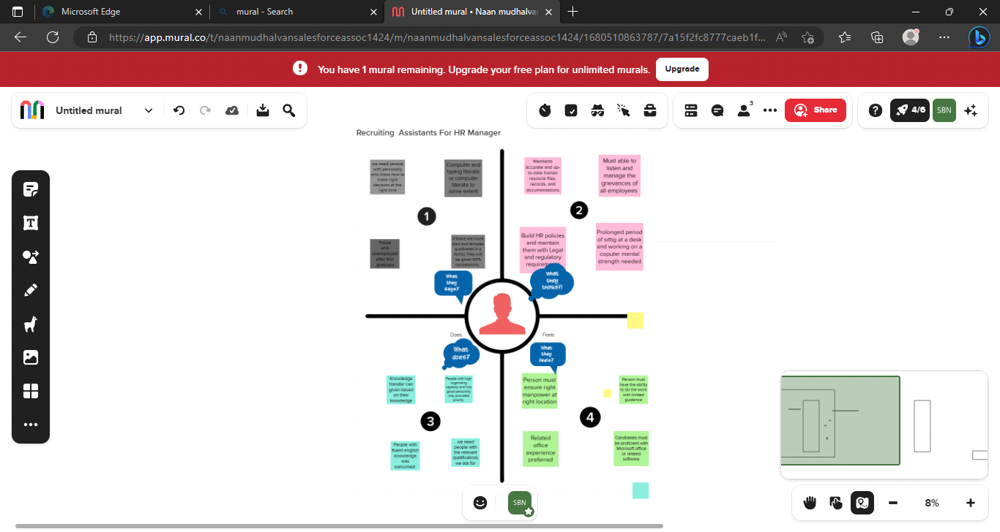 Microsoft Edge
mural - Search
Untitled mural • Naan mudhalva
https://app.mural.co/t/naanmudhalvansalesforceassoc1424/m/naanmudhalvansalesforceassoc1424/1680510863787/7a15f2fc8777caeb1f...
You have 1 mural remaining. Upgrade your free plan for unlimited murals.
Upgrade
Untitled mural
3
Share
4/6
SBN
Recruiting Assistants For HR Manager
we need people
with personaliy
who know how to
make right
decision at the
right time
Computer and
typing literate
or computer
literate to
some extent
1
Those
who
unemployed
after first
graduate
if there are more
than two females
graduates in a
family, they will
be given 60%
concessions.
What
they
says?
Maintains
accurate and up-
to-date human
resouce files,
records, and
documentations
Must able to
listen and
manage the
grievances of
all employees
2
Build HR policies
and maintain
them with Legal
and regulatory
Prolonged period
of sittig at a desk
and working on a
coputer mental
strength needed
What
they
thinks?!
Does
What
does?
Feels
What
they
Feels?
Knowledge
transfer can
given based
on their
knowledge
People with high
organising
capacity and has
good personality
may provided
priority
3
People with
fluent english
knowledge
was
welcomed
we need
people with
the relevant
qualifications
we ask for
Person must
ensure right
manpower at
right location
Person must
have the ability
to do the work
with limited
guidance
4
Related
office
experience
preferred
Candidates must
be proficient with
Microsoft office
or related
software
SBN
8%